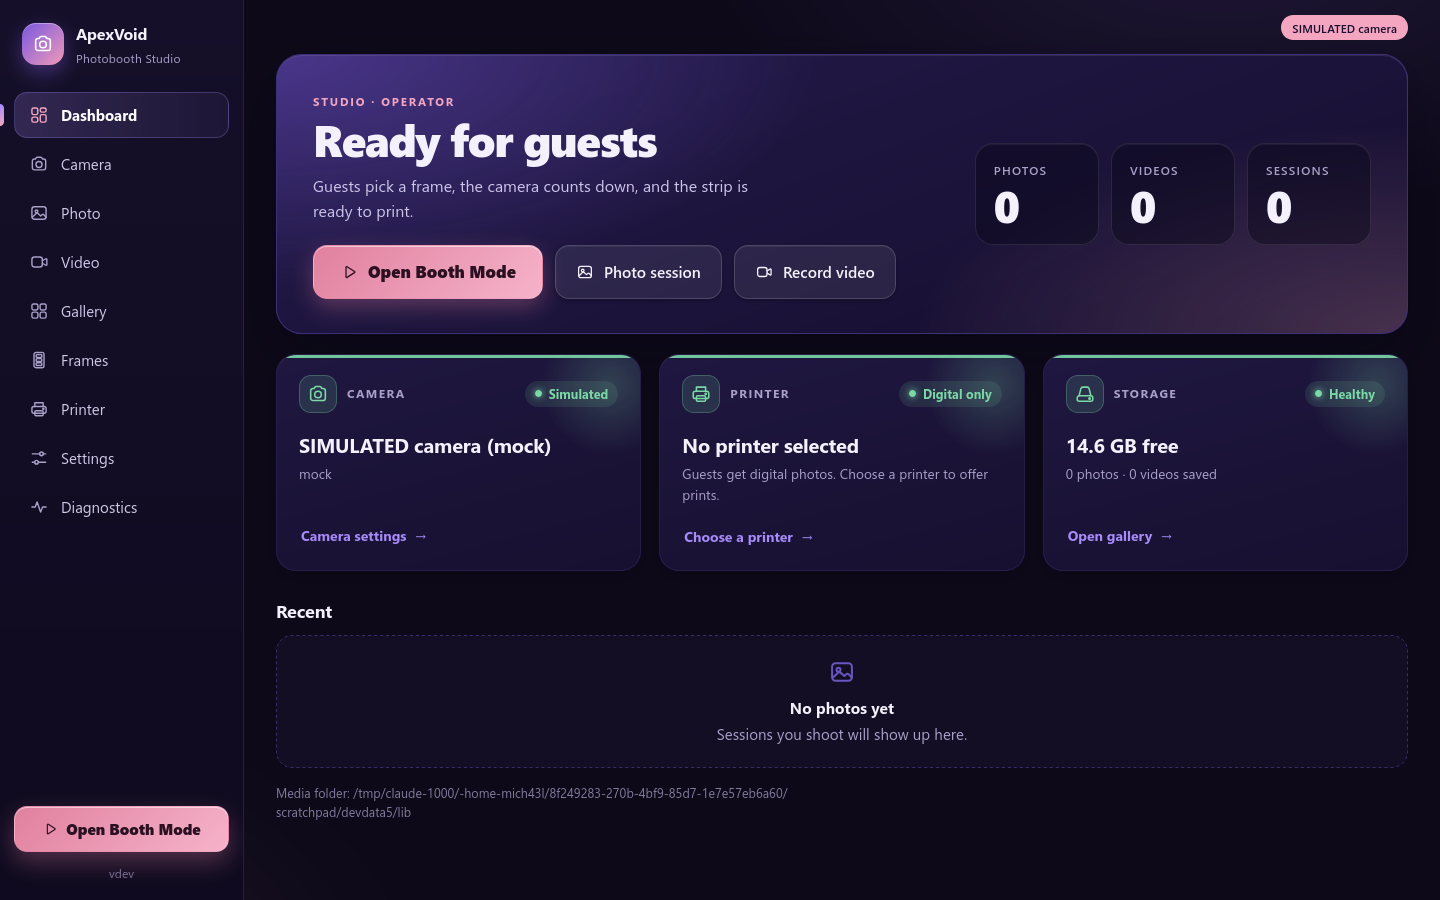 ApexVoid
Photobooth Studio
Dashboard
Camera
Photo
Video
Gallery
Frames
Printer
Settings
Diagnostics
Open Booth Mode
vdev
SIMULATED camera
STUDIO · OPERATOR
Ready for guests
Guests pick a frame, the camera counts down, and the strip is
ready to print.
Open Booth Mode
Photo session
Record video
PHOTOS
0
VIDEOS
0
SESSIONS
0
CAMERA
Simulated
SIMULATED camera (mock)
mock
Camera settings →
PRINTER
Digital only
No printer selected
Guests get digital photos. Choose a printer to offer
prints.
Choose a printer →
STORAGE
Healthy
14.6 GB free
0 photos · 0 videos saved
Open gallery →
Recent
No photos yet
Sessions you shoot will show up here.
Media folder: /tmp/claude-1000/-home-mich43l/8f249283-270b-4bf9-85d7-1e7e57eb6a60/
scratchpad/devdata5/lib